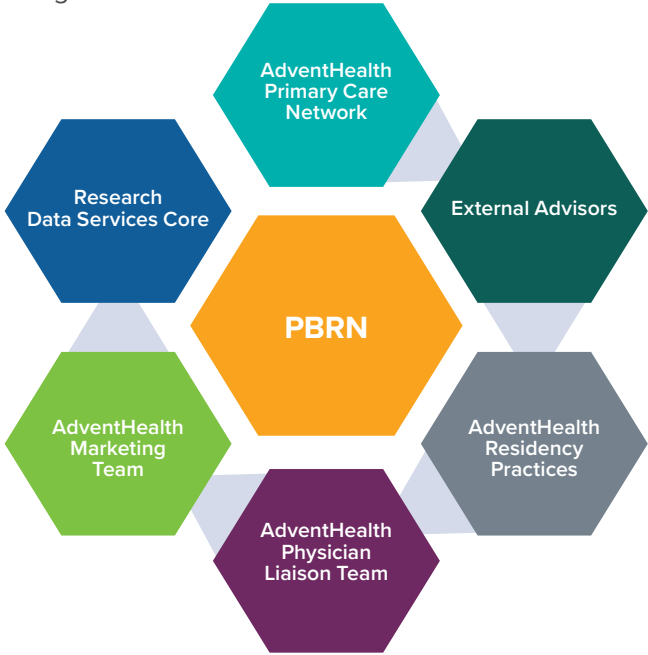 AdventHealth
Primary Care
Network
Research
Data Services Core
External Advisors
PBRN
AdventHealth
Marketing
Team
AdventHealth
Residency
Practices
AdventHealth
Physician
Liaison Team